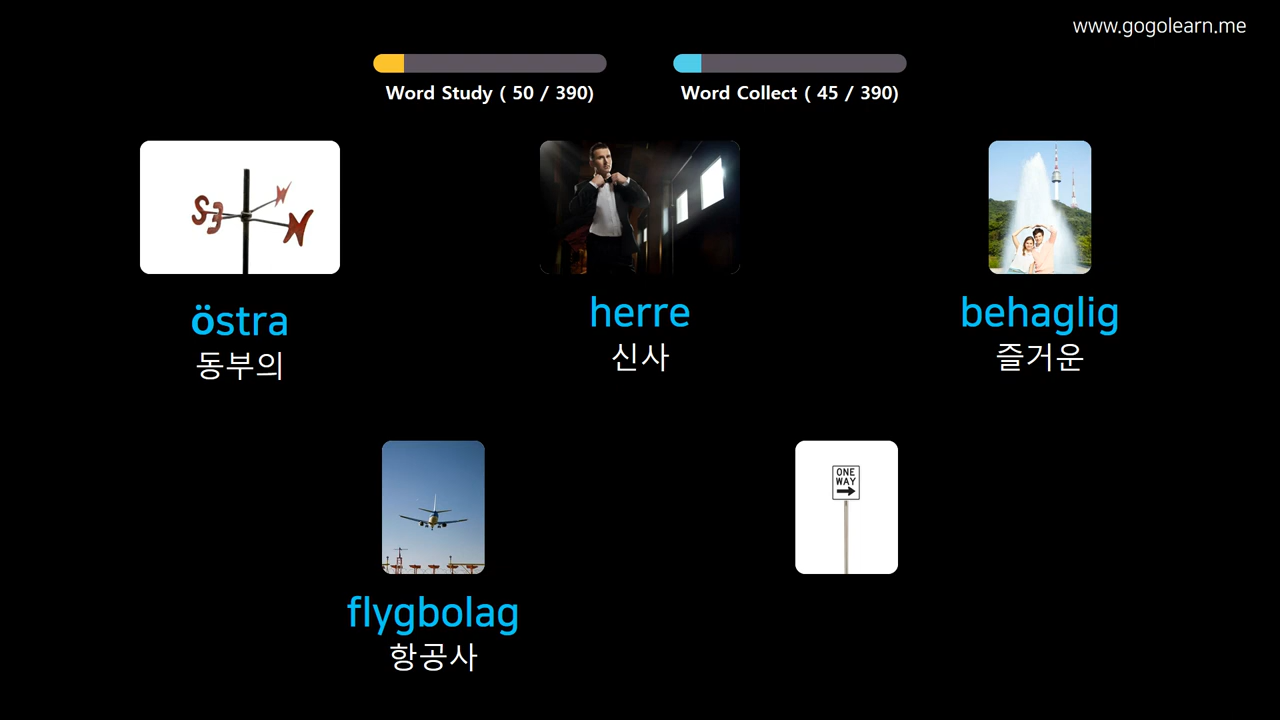 www.gogolearn.me
Word Study ( 50 / 390)
Word Collect ( 45 / 390)
S E N W
östra
동부의
herre
신사
behaglig
즐거운
flygbolag
항공사
ONE
WAY